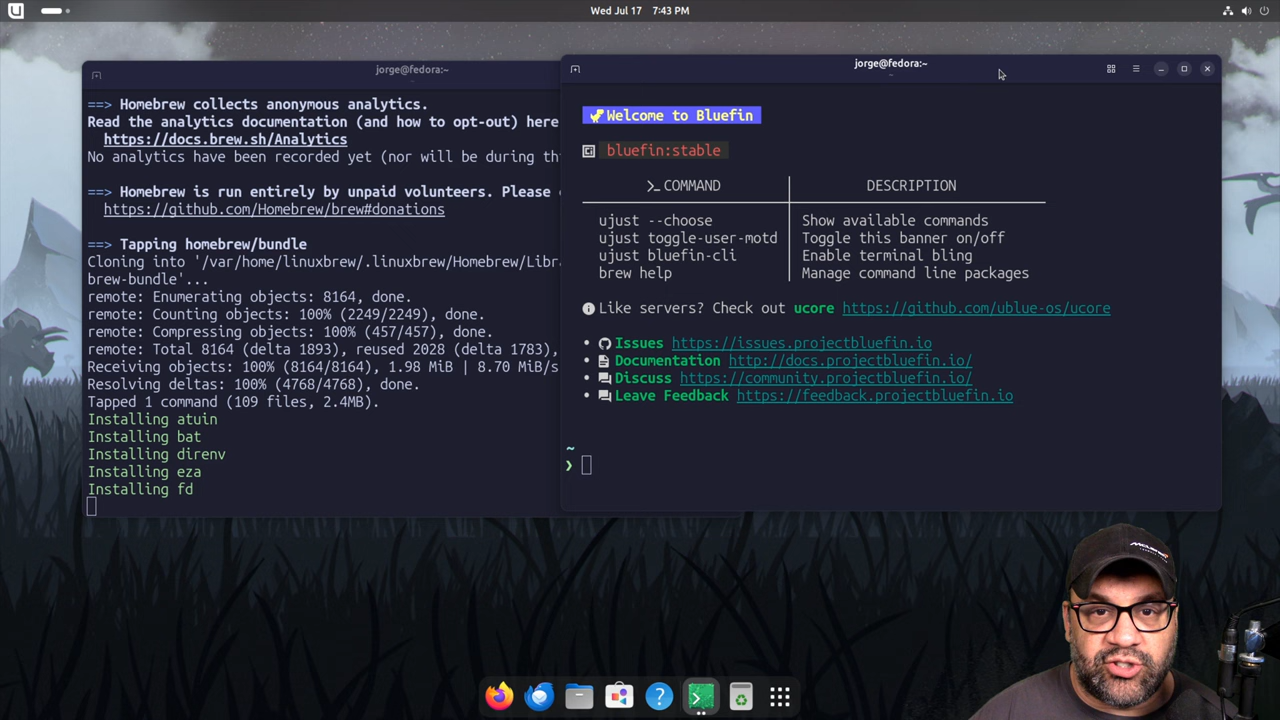 Wed Jul 17 7:43 PM
jorge@fedora:~
==> Homebrew collects anonymous analytics.
Read the analytics documentation (and how to opt-out) here
https://docs.brew.sh/Analytics
No analytics have been recorded yet (nor will be during th
==> Homebrew is run entirely by unpaid volunteers. Please
https://github.com/Homebrew/brew#donations
==> Tapping homebrew/bundle
Cloning into '/var/home/linuxbrew/.linuxbrew/Homebrew/Libr
brew-bundle'...
remote: Enumerating objects: 8164, done.
remote: Counting objects: 100% (2249/2249), done.
remote: Compressing objects: 100% (457/457), done.
remote: Total 8164 (delta 1893), reused 2028 (delta 1783),
Receiving objects: 100% (8164/8164), 1.98 MiB | 8.70 MiB/s
Resolving deltas: 100% (4768/4768), done.
Tapped 1 command (109 files, 2.4MB).
Installing atuin
Installing bat
Installing direnv
Installing eza
Installing fd
jorge@fedora:~
Welcome to Bluefin
bluefin:stable
COMMAND DESCRIPTION
ujust --choose Show available commands
ujust toggle-user-motd Toggle this banner on/off
ujust bluefin-cli Enable terminal bling
brew help Manage command line packages
Like servers? Check out ucore https://github.com/ublue-os/ucore
• Issues https://issues.projectbluefin.io
• Documentation http://docs.projectbluefin.io/
• Discuss https://community.projectbluefin.io/
• Leave Feedback https://feedback.projectbluefin.io
~
❯